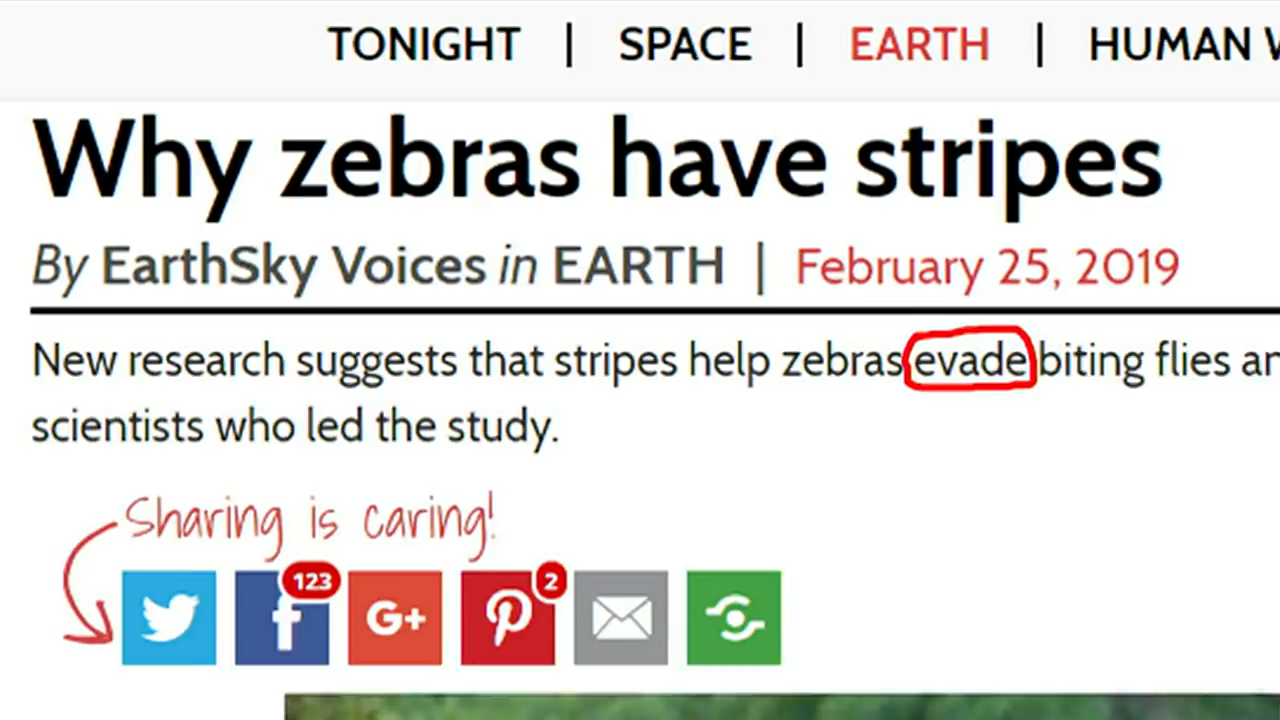 TONIGHT | SPACE | EARTH | HUMAN
Why zebras have stripes
By EarthSky Voices in EARTH | February 25, 2019
New research suggests that stripes help zebras evade biting flies
scientists who led the study.
Sharing is caring!
123
2
G+